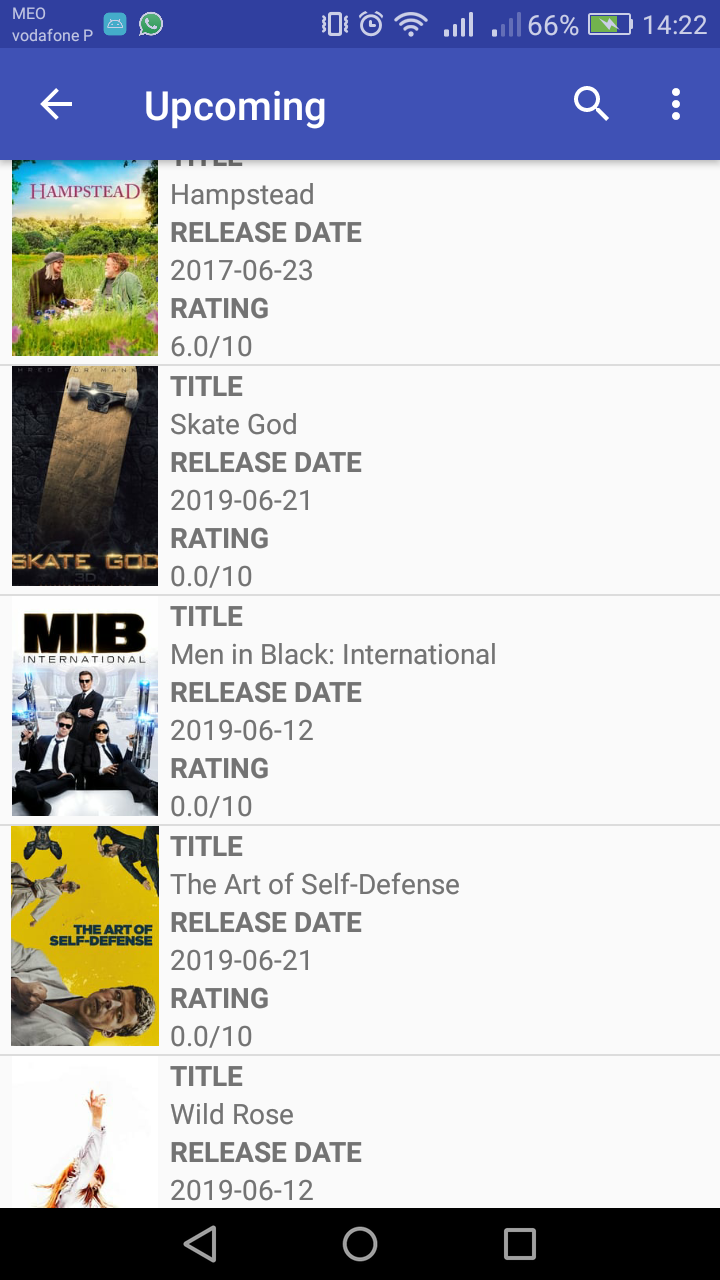 MEO
vodafone P
66%
14:22
Upcoming
TITLE
HAMPSTEAD
Hampstead
RELEASE DATE
2017-06-23
RATING
6.0/10
TITLE
Skate God
RELEASE DATE
2019-06-21
RATING
0.0/10
SKATE GOD
3D
TITLE
MIB
INTERNATIONAL
Men in Black: International
RELEASE DATE
2019-06-12
RATING
0.0/10
TITLE
The Art of Self-Defense
RELEASE DATE
THE ART OF
SELF-DEFENSE
2019-06-21
RATING
0.0/10
TITLE
Wild Rose
RELEASE DATE
2019-06-12